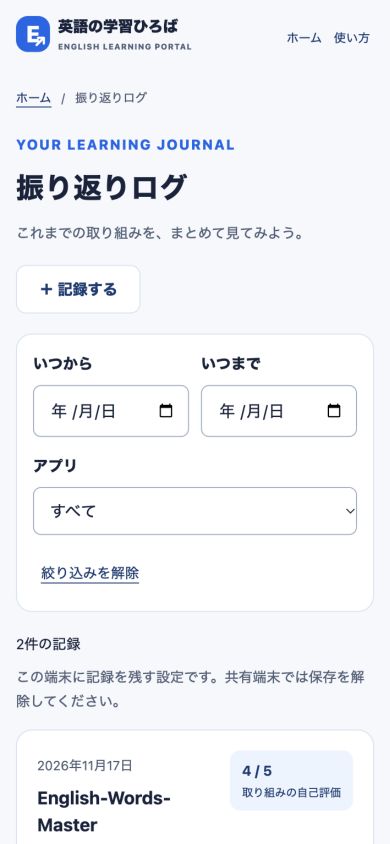 英語の学習ひろば
ENGLISH LEARNING PORTAL
ホーム 使い方
ホーム / 振り返りログ
YOUR LEARNING JOURNAL
振り返りログ
これまでの取り組みを、まとめて見てみよう。
+ 記録する
いつから いつまで
年 /月/日 年 /月/日
アプリ
すべて
絞り込みを解除
2件の記録
この端末に記録を残す設定です。共有端末では保存を解
除してください。
2026年11月17日
4 / 5
取り組みの自己評価
English-Words-
Master